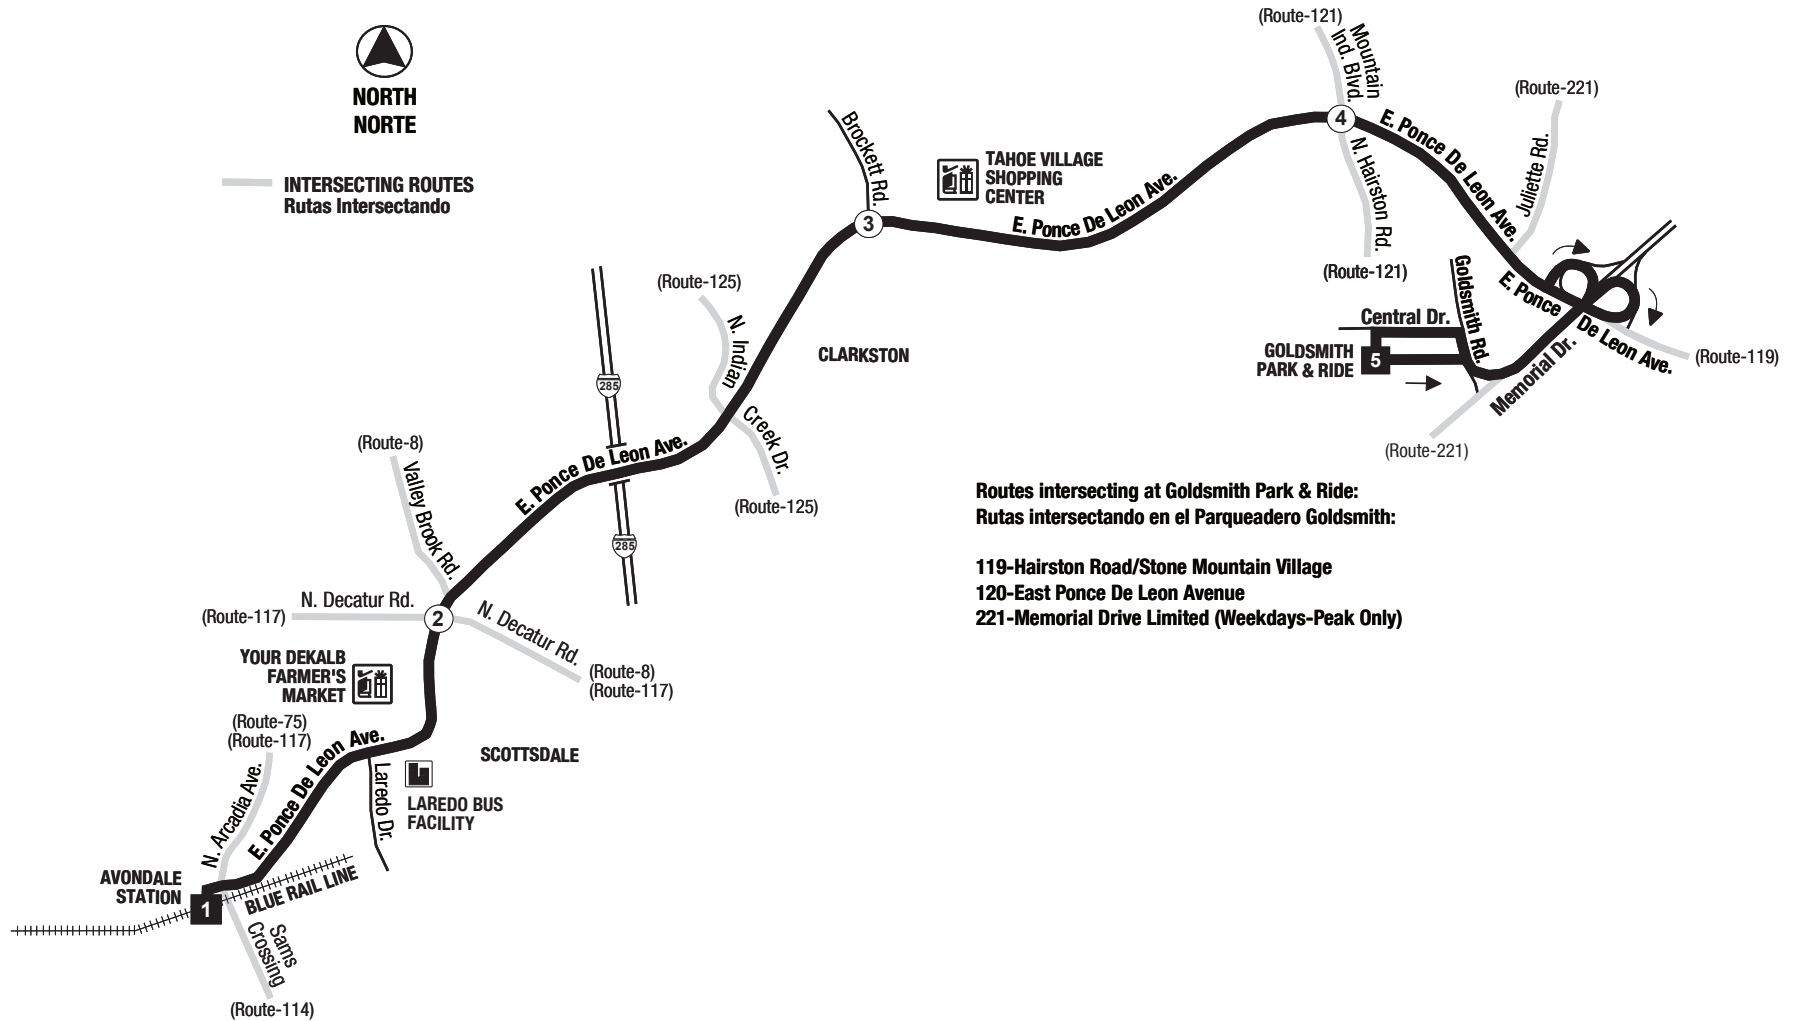 NORTH
NORTE
INTERSECTING ROUTES
Rutas Intersectando
(Route-121)
Mountain
Ind. Blvd.
E. Ponce De Leon Ave.
(Route-221)
Juliette Rd.
Brockett Rd.
4
TAHOE VILLAGE
SHOPPING
CENTER
3
E. Ponce De Leon Ave.
N. Hairston Rd.
(Route-121)
Goldsmith Rd.
E. Ponce De Leon Ave.
Central Dr.
GOLDSMITH
PARK & RIDE
5
Memorial Dr.
(Route-119)
(Route-221)
(Route-125)
N. Indian
Creek Dr.
(Route-125)
CLARKSTON
285
285
E. Ponce De Leon Ave.
(Route-8)
Valley Brook Rd.
Routes intersecting at Goldsmith Park & Ride:
Rutas intersectando en el Parqueadero Goldsmith:
119-Hairston Road/Stone Mountain Village
120-East Ponce De Leon Avenue
221-Memorial Drive Limited (Weekdays-Peak Only)
(Route-117)
N. Decatur Rd.
2
N. Decatur Rd.
(Route-8)
(Route-117)
YOUR DEKALB
FARMER'S
MARKET
(Route-75)
(Route-117)
N. Arcadia Ave.
E. Ponce De Leon Ave.
SCOTTSDALE
Laredo Dr.
LAREDO BUS
FACILITY
AVONDALE
STATION
1
BLUE RAIL LINE
Sams
Crossing
(Route-114)